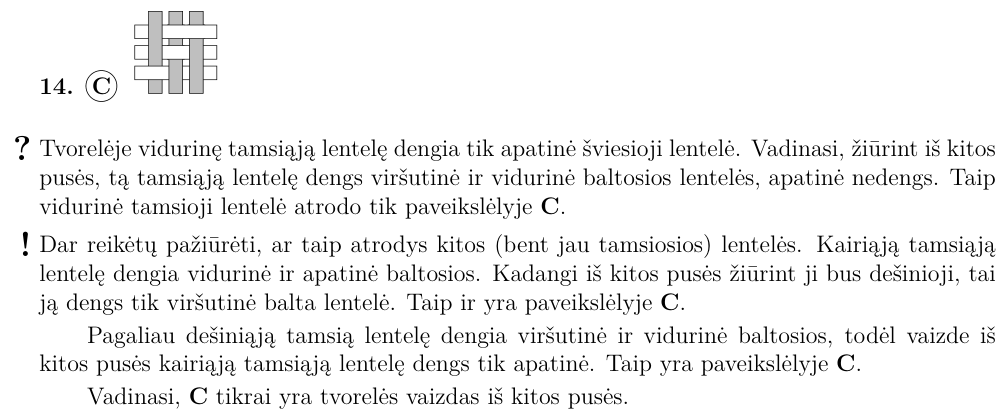 14. C
? Tvorelėje vidurinę tamsiąją lentelę dengia tik apatinė šviesioji lentelė. Vadinasi, žiūrint iš kitos
pusės, tą tamsiąją lentelę dengs viršutinė ir vidurinė baltosios lentelės, apatinė nedengs. Taip
vidurinė tamsioji lentelė atrodo tik paveikslėlyje C.
! Dar reikėtų pažiūrėti, ar taip atrodys kitos (bent jau tamsiosios) lentelės. Kairiąją tamsiąją
lentelę dengia vidurinė ir apatinė baltosios. Kadangi iš kitos pusės žiūrint ji bus dešinioji, tai
ją dengs tik viršutinė balta lentelė. Taip ir yra paveikslėlyje C.
Pagaliau dešiniąją tamsią lentelę dengia viršutinė ir vidurinė baltosios, todėl vaizde iš
kitos pusės kairiąją tamsiąją lentelę dengs tik apatinė. Taip yra paveikslėlyje C.
Vadinasi, C tikrai yra tvorelės vaizdas iš kitos pusės.